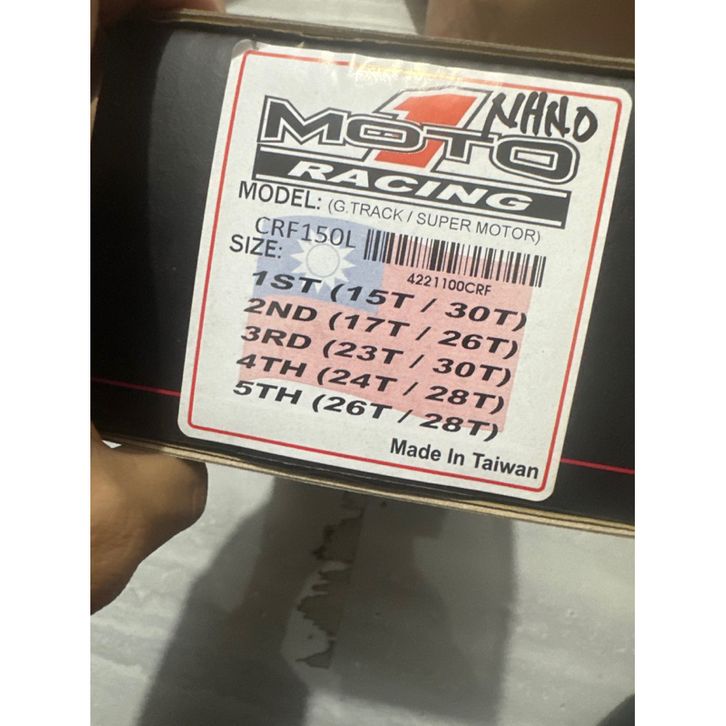 NANO
MOTO 1
RACING
MODEL: (G.TRACK / SUPER MOTOR)
CRF150L
SIZE:
4221100CRF
1ST (15T / 30T)
2ND (17T / 26T)
3RD (23T / 30T)
4TH (24T / 28T)
5TH (26T / 28T)
Made In Taiwan